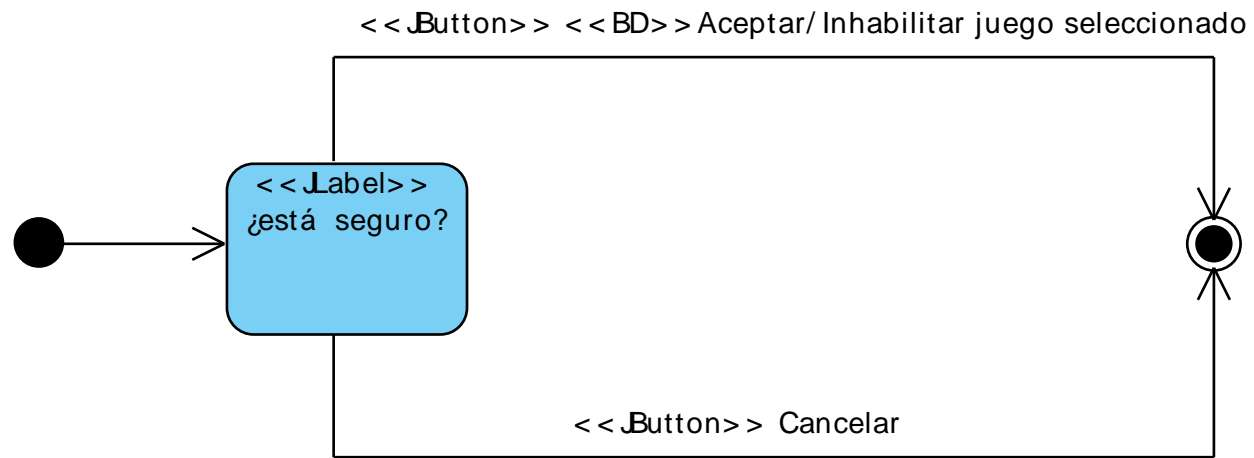 <<JButton>> <<BD>>Aceptar/Inhabilitar juego seleccionado
<<JLabel>>
¿está seguro?
<<JButton>> Cancelar